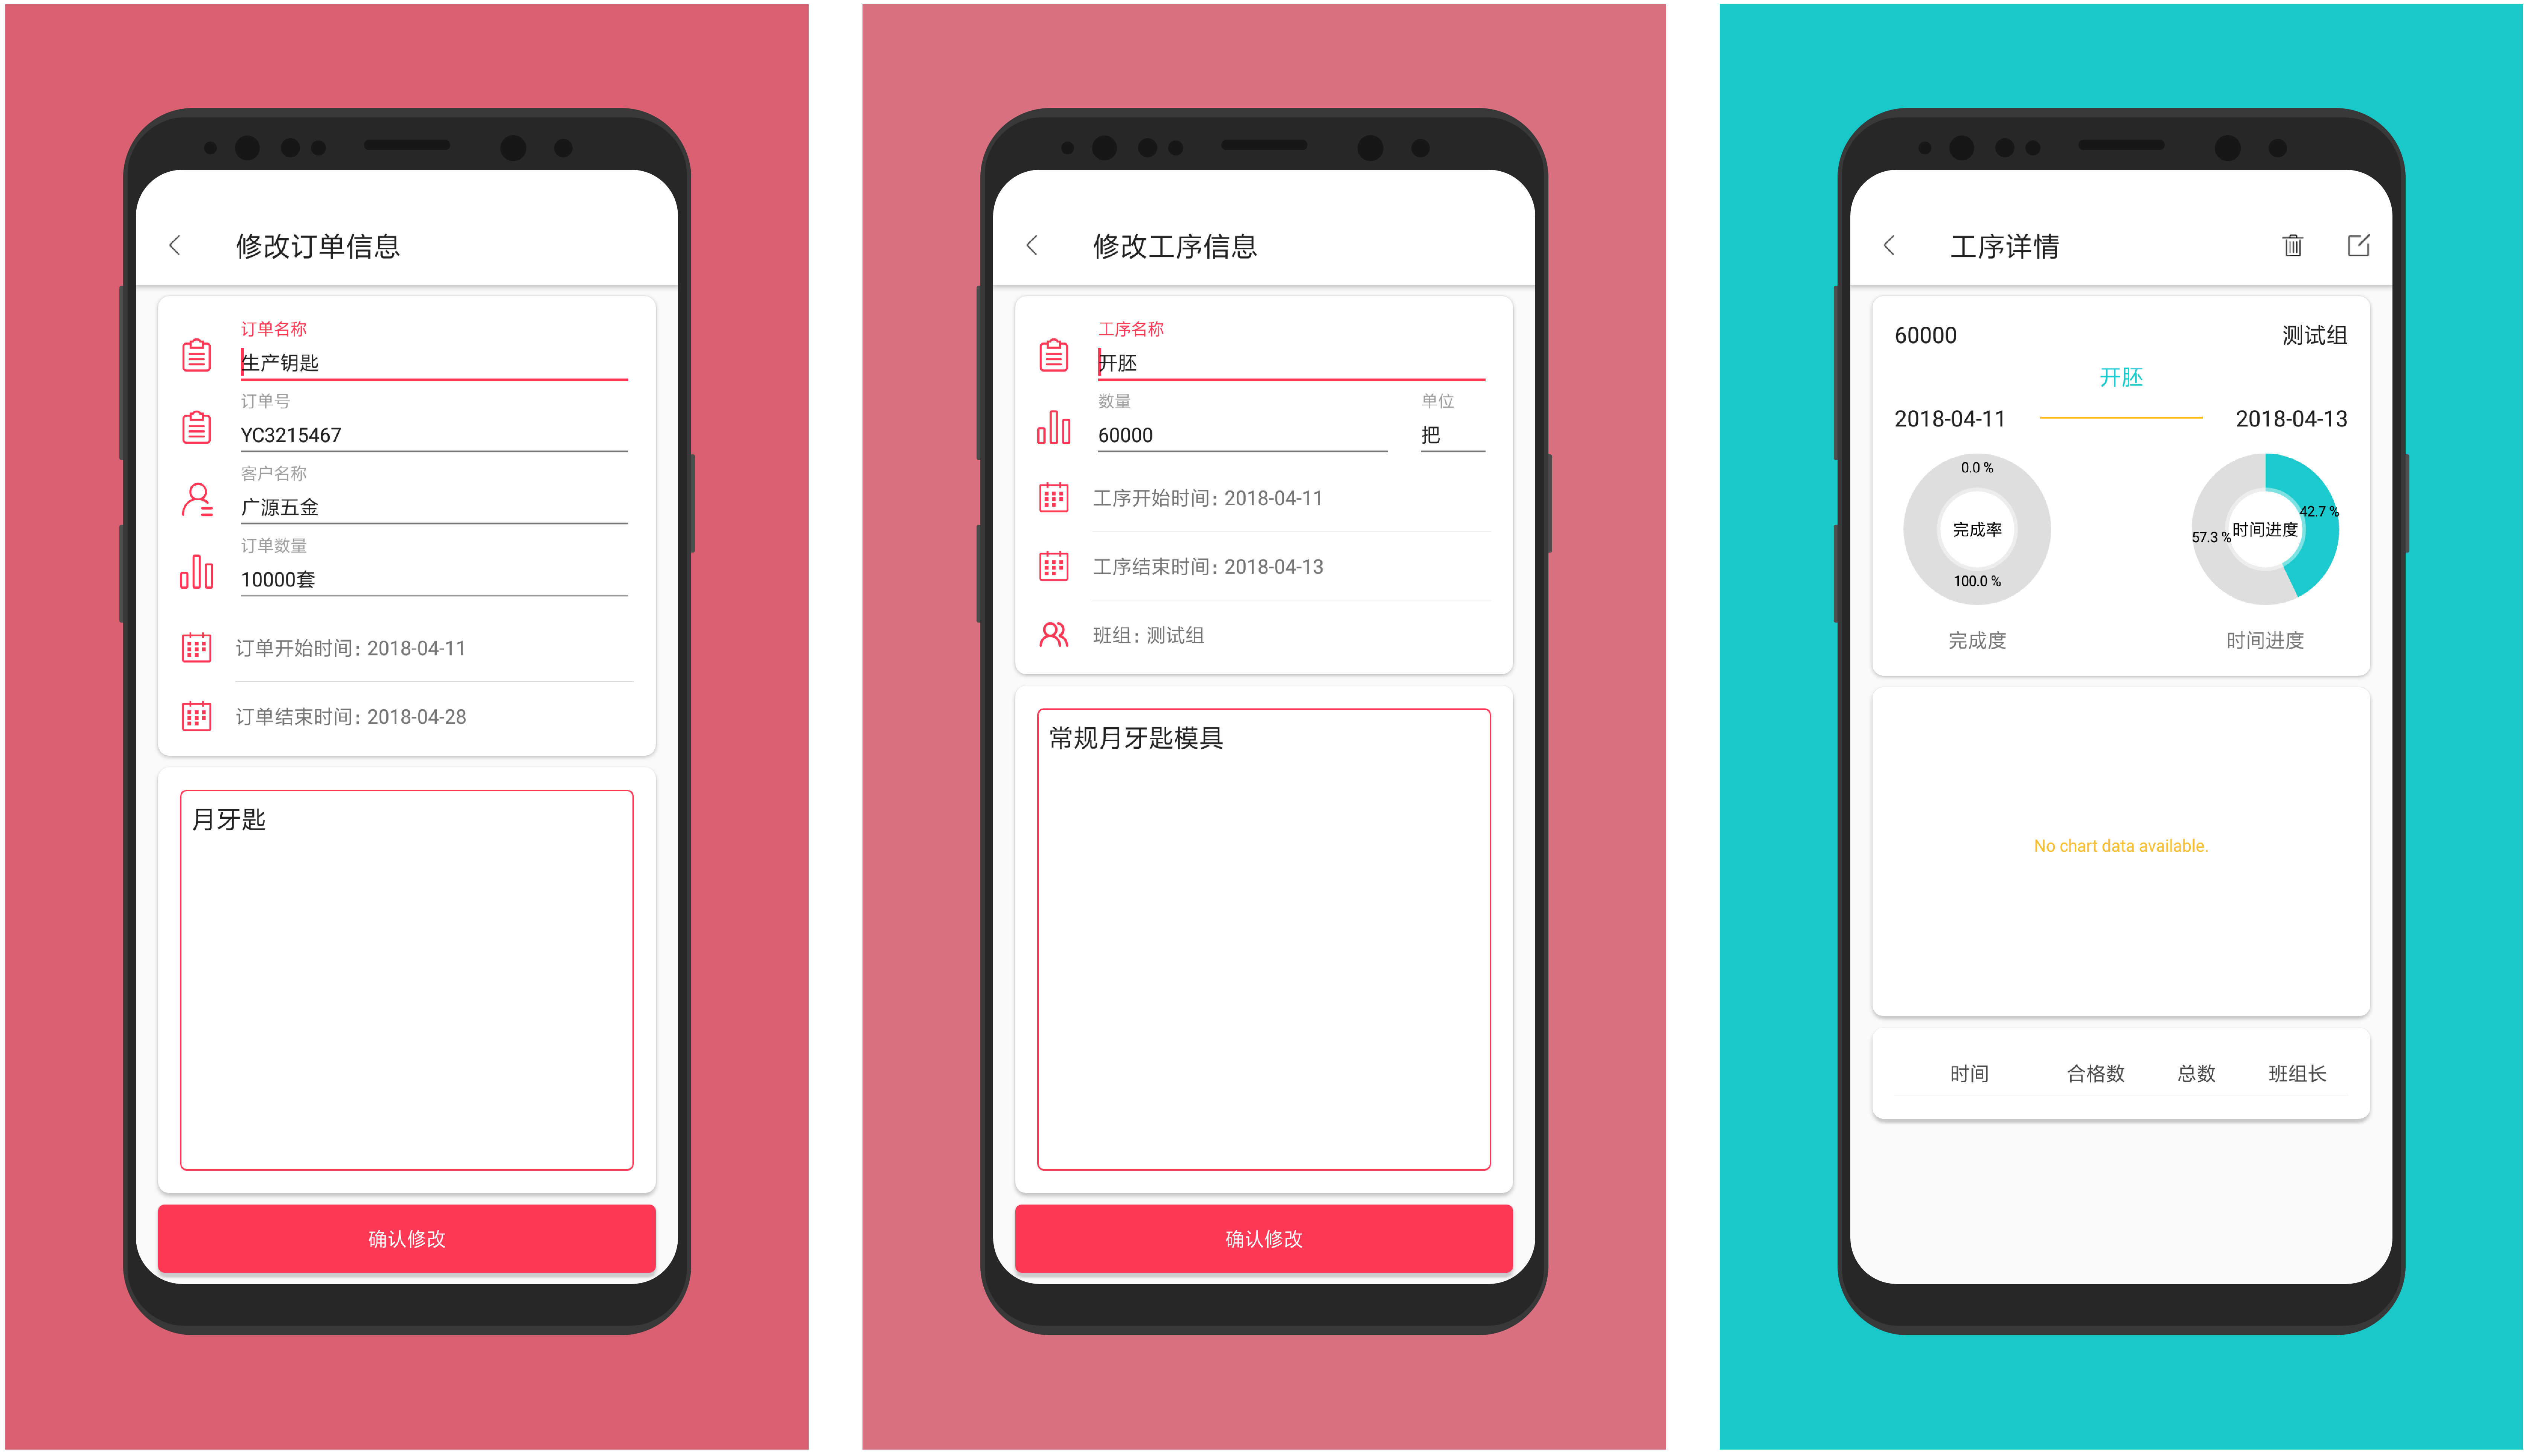 修改订单信息
订单名称
生产钥匙
订单号
YC3215467
客户名称
广源五金
订单数量
10000套
订单开始时间：2018-04-11
订单结束时间：2018-04-28
月牙匙
确认修改
修改工序信息
工序名称
开胚
数量 单位
60000 把
工序开始时间：2018-04-11
工序结束时间：2018-04-13
班组：测试组
常规月牙匙模具
确认修改
工序详情
60000 测试组
开胚
2018-04-11 2018-04-13
0.0 %
完成率
100.0 %
42.7 %
57.3 %
时间进度
完成度 时间进度
No chart data available.
时间 合格数 总数 班组长